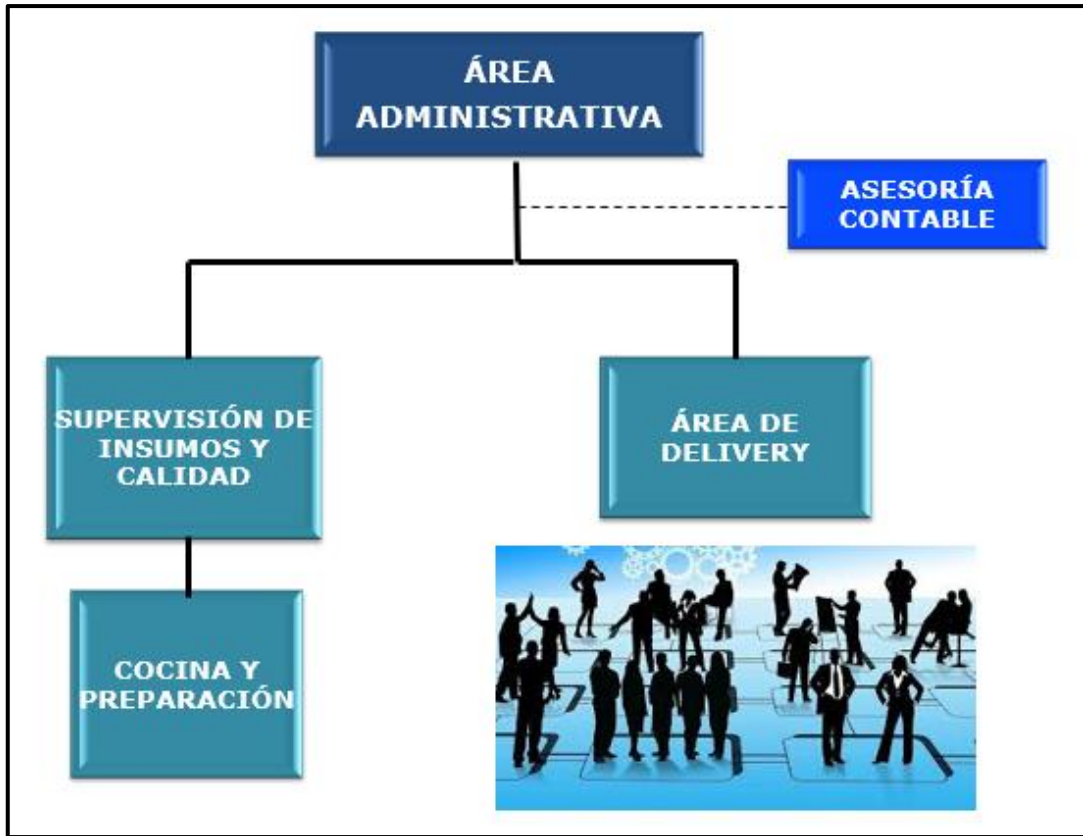 ÁREA
ADMINISTRATIVA
ASESORÍA
CONTABLE
SUPERVISIÓN DE
INSUMOS Y
CALIDAD
ÁREA DE
DELIVERY
COCINA Y
PREPARACIÓN